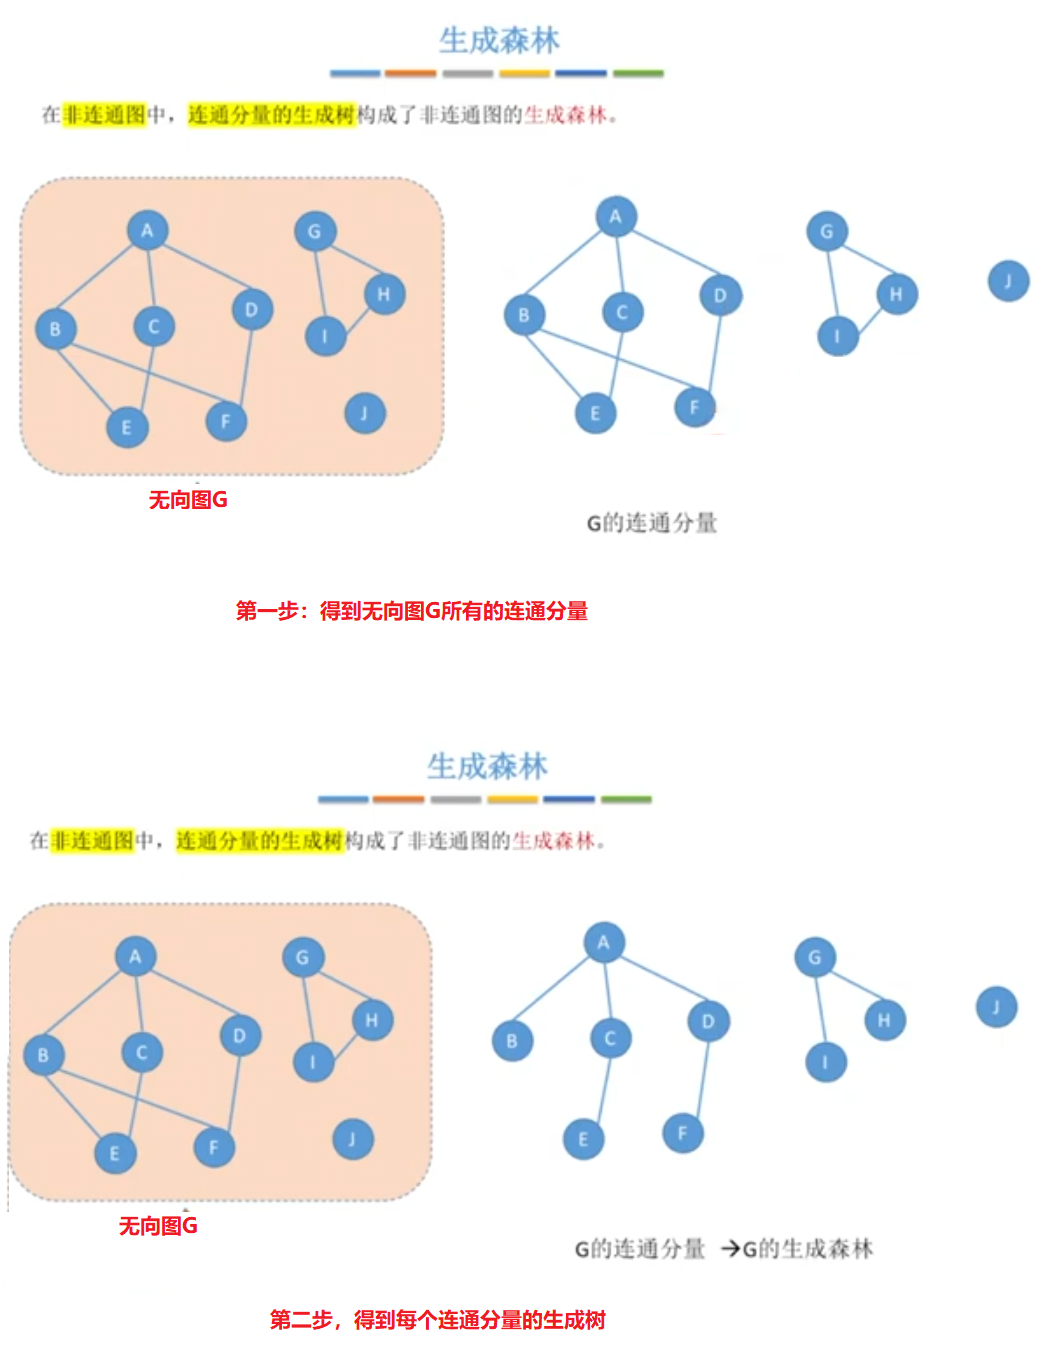 生成森林
在非连通图中，连通分量的生成树构成了非连通图的生成森林。
A
G
B
C
D
H
I
E
F
J
A
G
B
C
D
H
I
J
E
F
无向图G
G的连通分量
第一步：得到无向图G所有的连通分量
生成森林
在非连通图中，连通分量的生成树构成了非连通图的生成森林。
A
G
B
C
D
H
I
E
F
J
A
G
B
C
D
H
I
J
E
F
无向图G
G的连通分量 →G的生成森林
第二步，得到每个连通分量的生成树